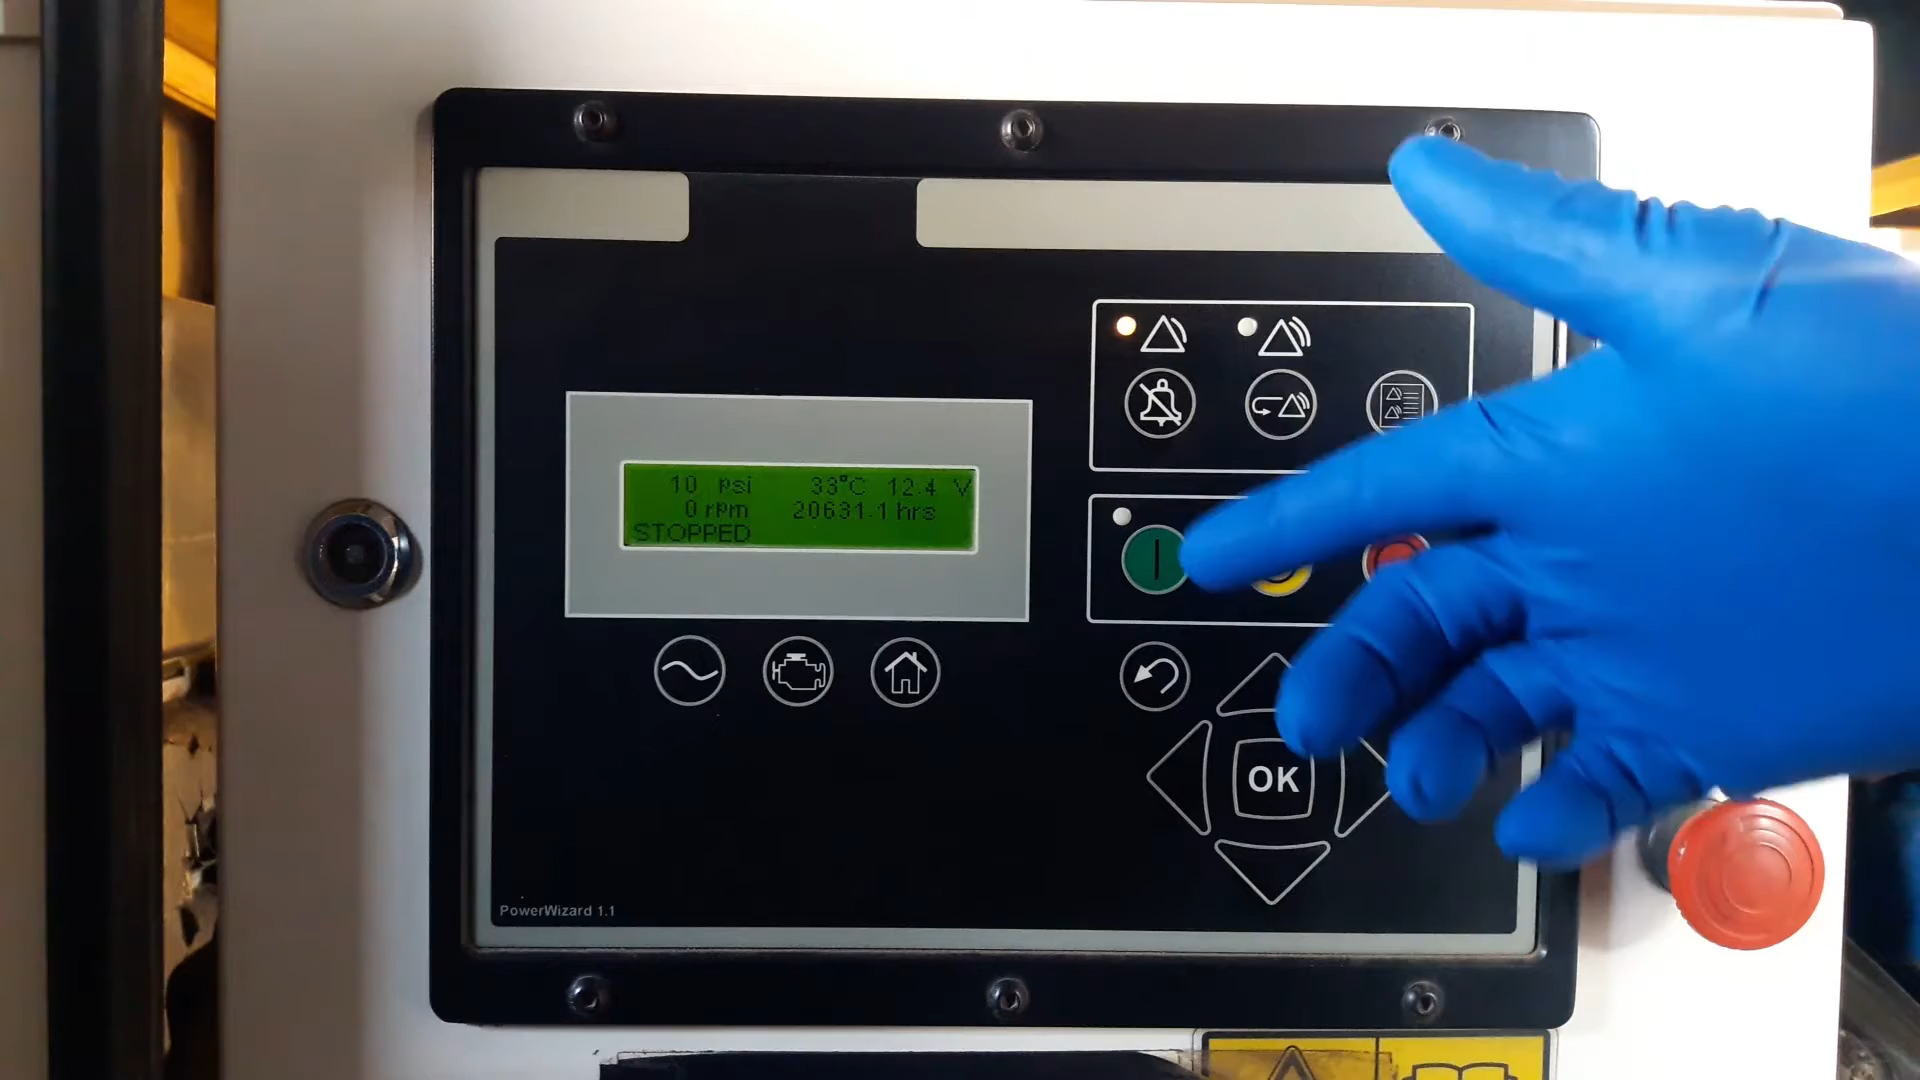 10 psi 33°C 12.4 V
0 rpm 20631.1 hrs
STOPPED
OK
PowerWizard 1.1